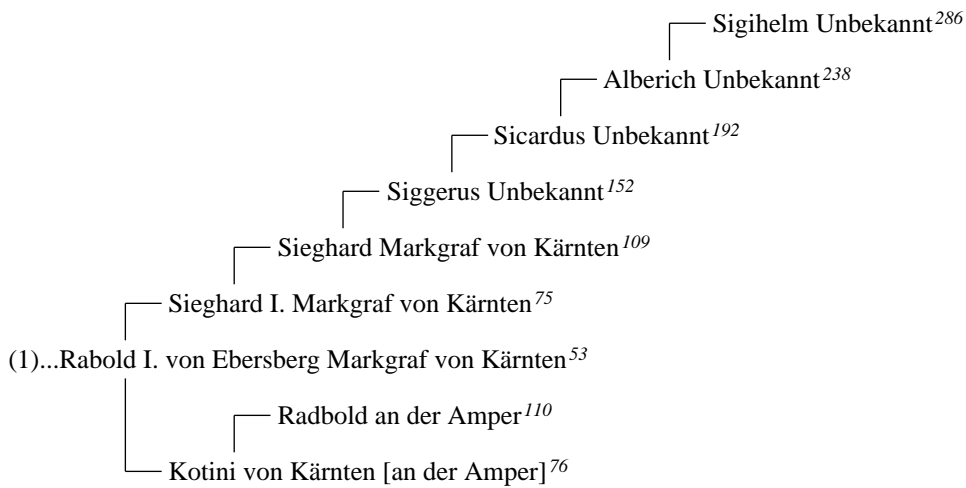 Sigihelm Unbekannt286
Alberich Unbekannt238
Sicardus Unbekannt192
Siggerus Unbekannt152
Sieghard Markgraf von Kärnten109
Sieghard I. Markgraf von Kärnten75
(1)...Rabold I. von Ebersberg Markgraf von Kärnten53
Radbold an der Amper110
Kotini von Kärnten [an der Amper]76